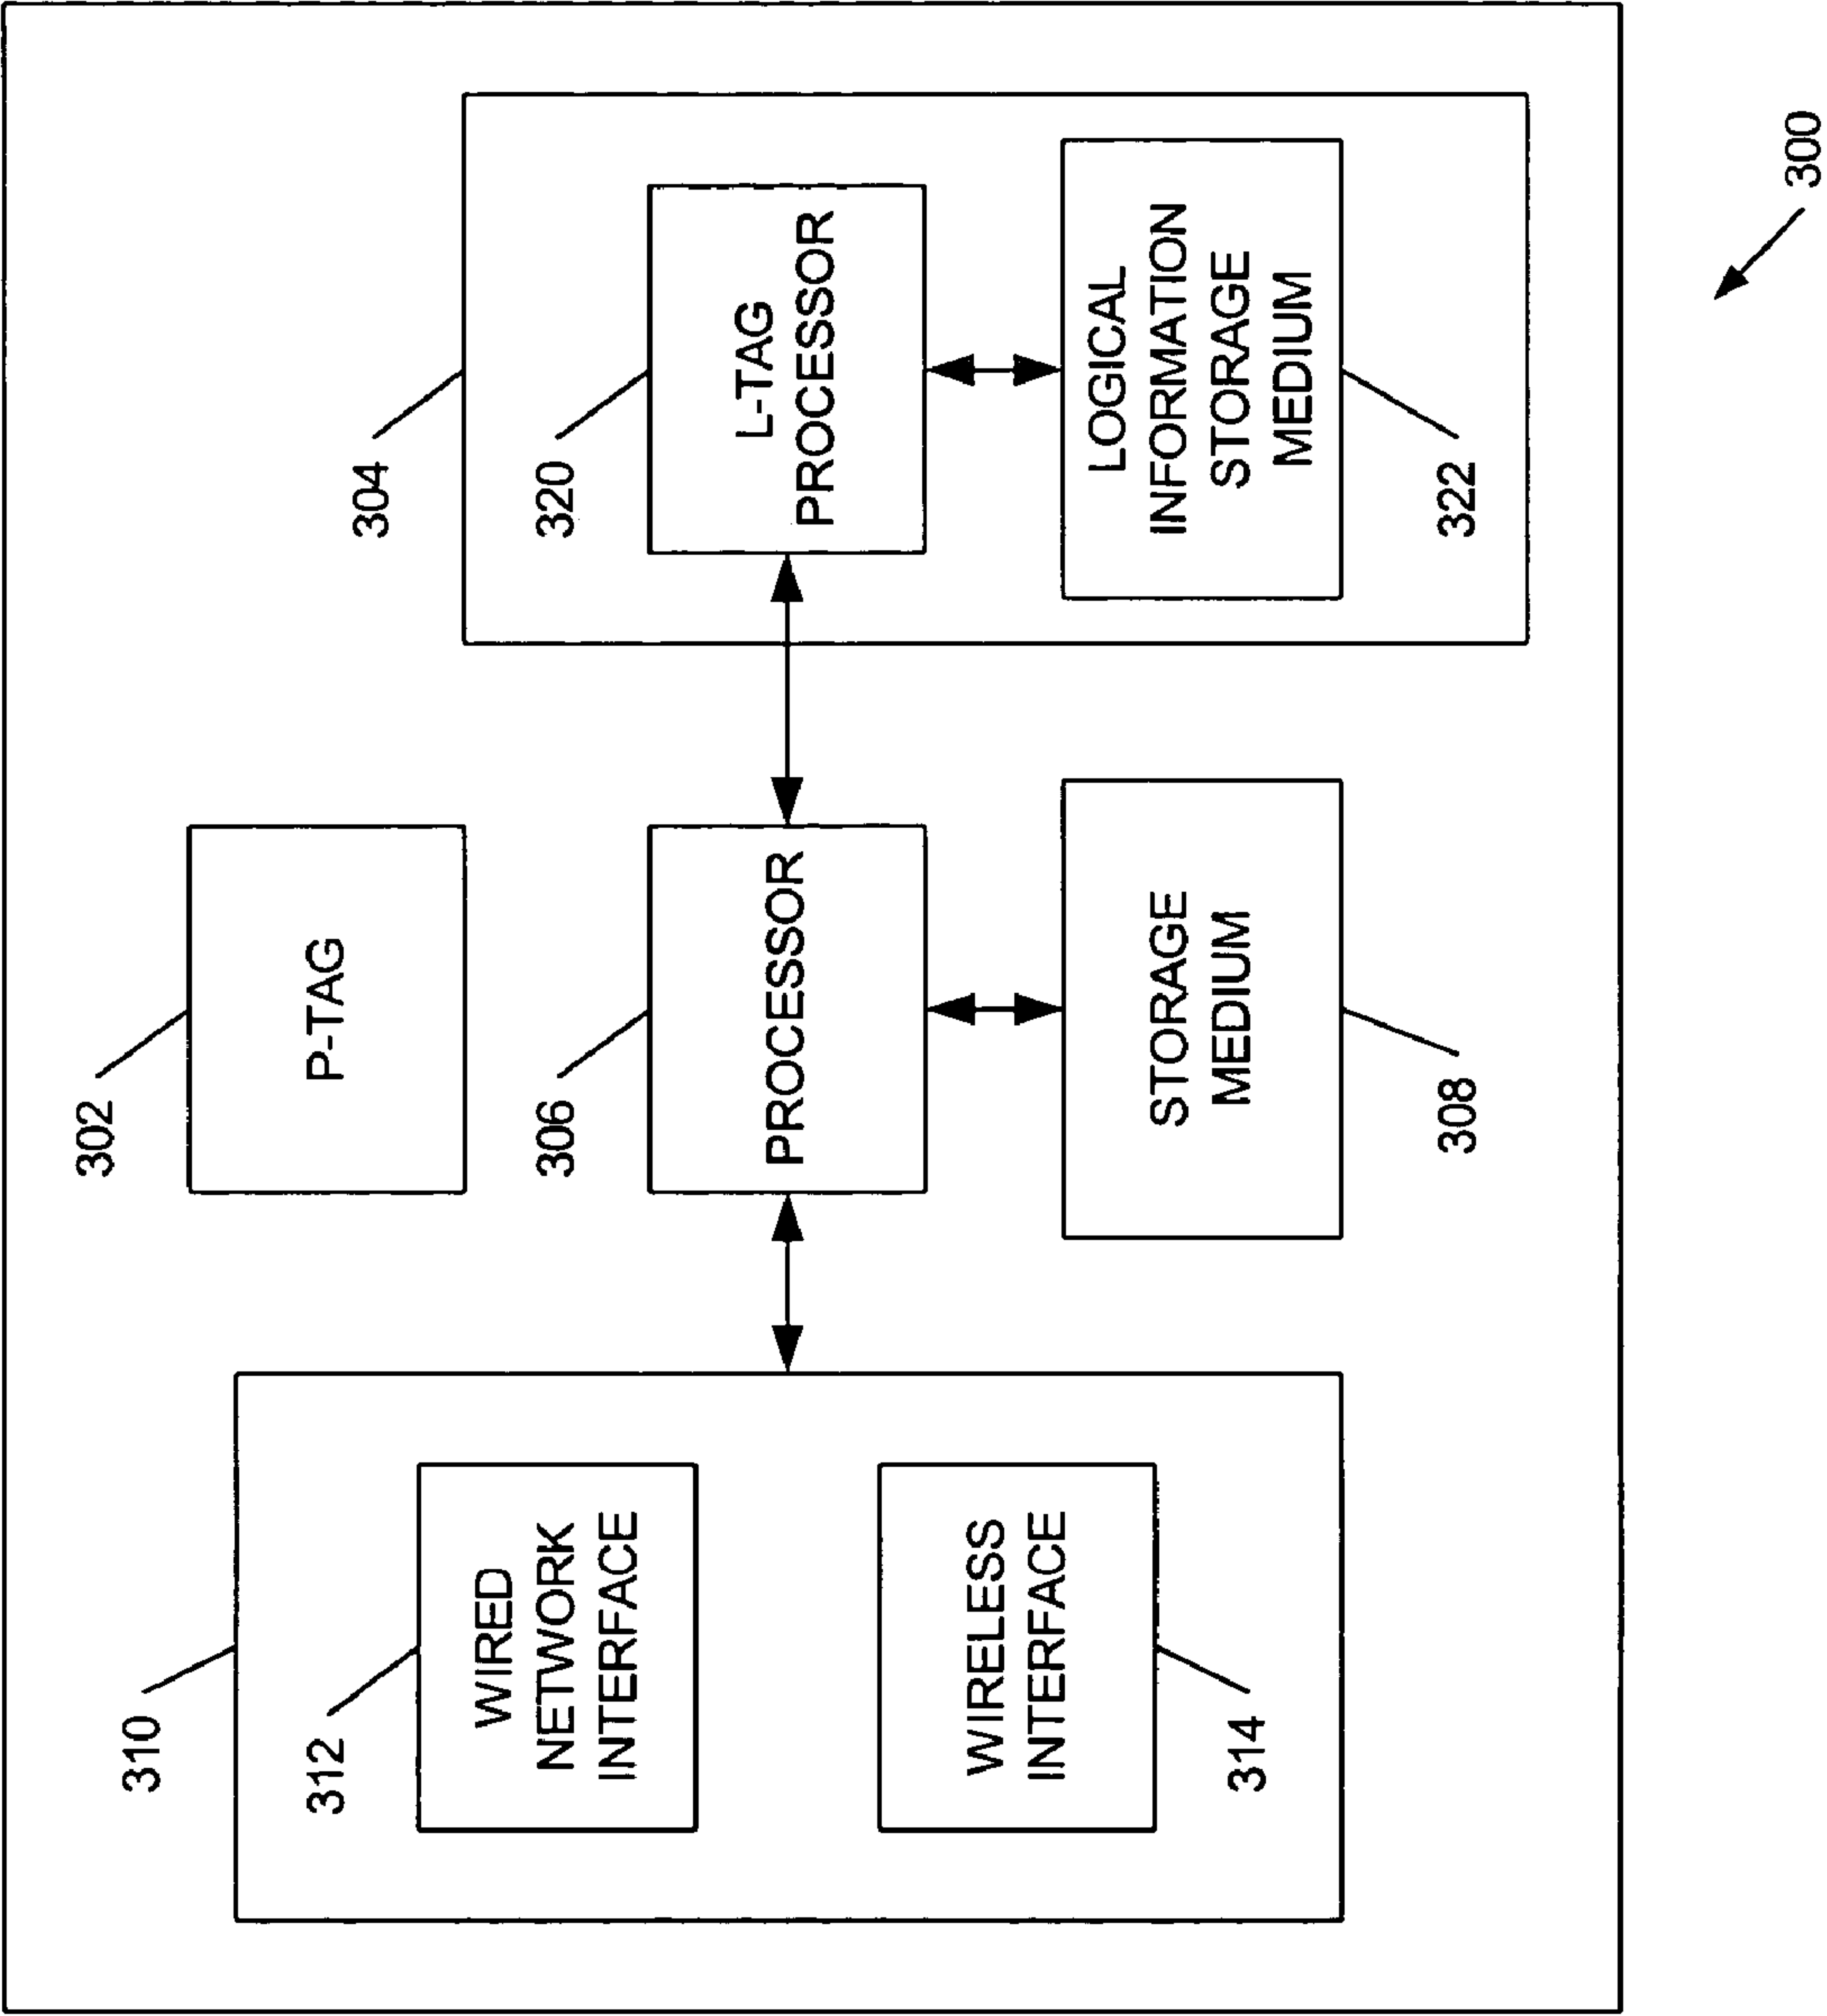 302
P-TAG
310
312
WIRED
NETWORK
INTERFACE
WIRELESS
INTERFACE
314
306
PROCESSOR
STORAGE
MEDIUM
308
304
320
L-TAG
PROCESSOR
LOGICAL
INFORMATION
STORAGE
MEDIUM
322
300